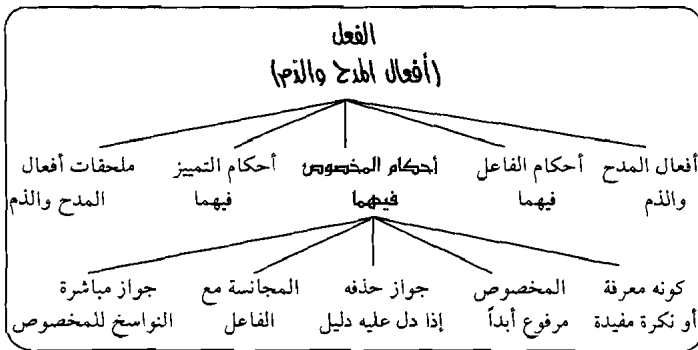 الفعل
(أفعال المدح والذم)
أفعال المدح والذم
أحكام الفاعل فيهما
أحكام المخصوص فيهما
أحكام التمييز فيهما
ملحقات أفعال المدح والذم
كونه معرفة أو نكرة مفيدة
المخصوص مرفوع أبداً
جواز حذفه إذا دل عليه دليل
المجانسة مع الفاعل
جواز مباشرة النواسخ للمخصوص